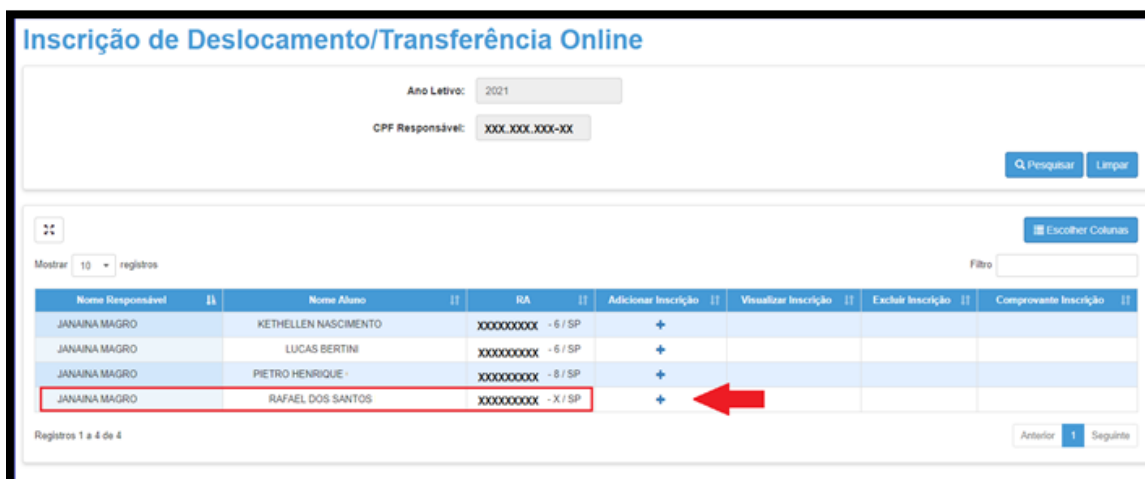 Inscrição de Deslocamento/Transferência Online
Ano Letivo: 2021
CPF Responsável: XXX.XXX.XXX-XX
Pesquisar Limpar
Escolher Colunas
Mostrar 10 registros Filtro
Nome Responsável Nome Aluno RA Adicionar Inscrição Visualizar Inscrição Excluir Inscrição Comprovante Inscrição
JANAINA MAGRO KETHELLEN NASCIMENTO XXXXXXXXX - 6 / SP +
JANAINA MAGRO LUCAS BERTINI XXXXXXXXX - 6 / SP +
JANAINA MAGRO PIETRO HENRIQUE XXXXXXXXX - 8 / SP +
JANAINA MAGRO RAFAEL DOS SANTOS XXXXXXXXX - X / SP +
Registros 1 a 4 de 4 Anterior 1 Seguinte